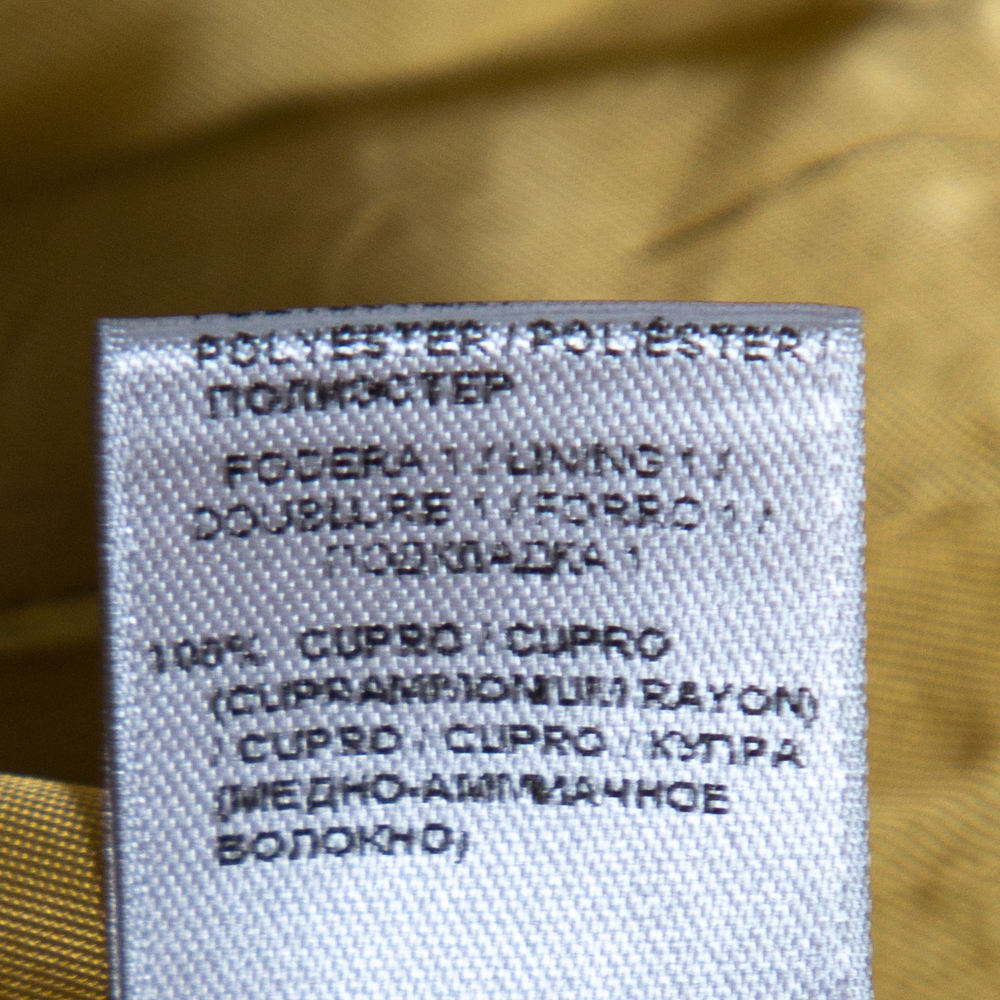 POLYESTER / POLIÉSTER /
ПОЛИЭСТЕР
FODERA 1 / LINING 1 /
DOUBLURE 1 / FORRO 1 /
ПОДКЛАДКА 1
100% CUPRO / CUPRO
(CUPRAMMONIUM RAYON)
/ CUPRO / CUPRO / КУПРА
(МЕДНО-АММИАЧНОЕ
ВОЛОКНО)